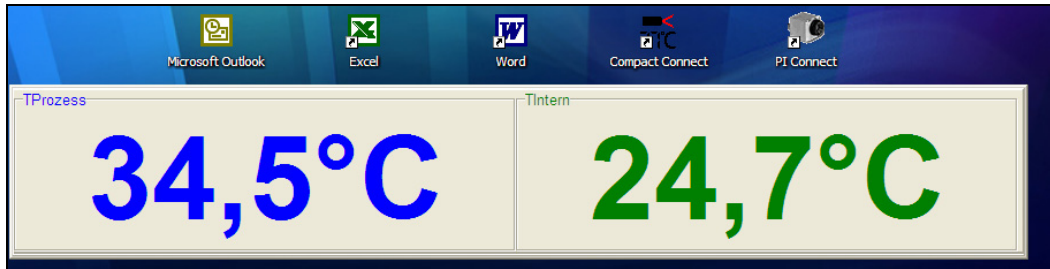 Microsoft Outlook Excel Word Compact Connect PI Connect
TProzess TIntern
34,5°C 24,7°C